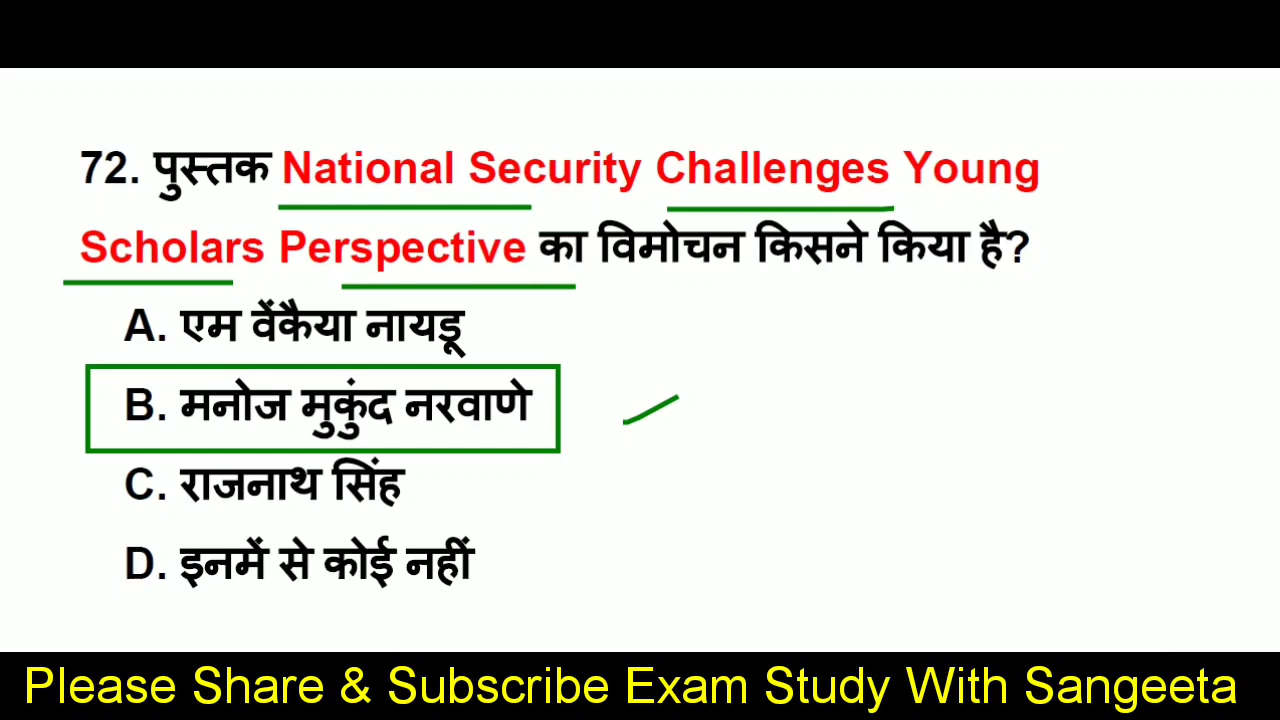 72. पुस्तक National Security Challenges Young
Scholars Perspective का विमोचन किसने किया है?
A. एम वेंकैया नायडू
B. मनोज मुकुंद नरवाणे
C. राजनाथ सिंह
D. इनमें से कोई नहीं
Please Share & Subscribe Exam Study With Sangeeta